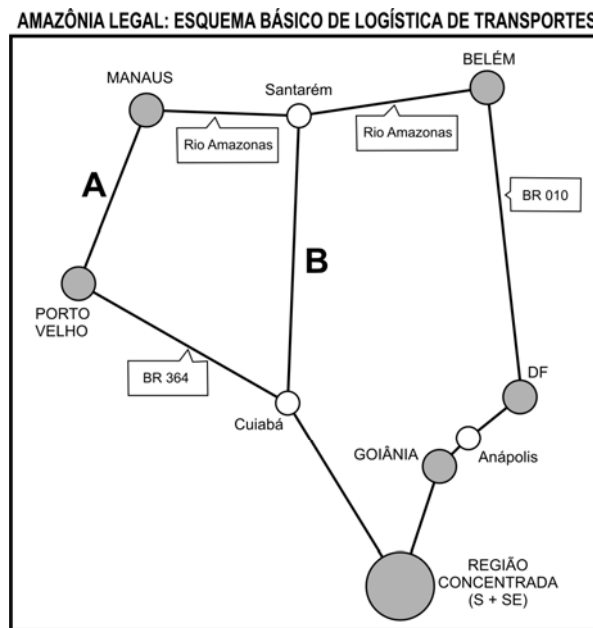 AMAZÔNIA LEGAL: ESQUEMA BÁSICO DE LOGÍSTICA DE TRANSPORTES
BELÉM
MANAUS
Santarém
Rio Amazonas
Rio Amazonas
A
BR 010
B
PORTO
VELHO
BR 364
DF
Cuiabá
GOIÂNIA
Anápolis
REGIÃO
CONCENTRADA
(S + SE)